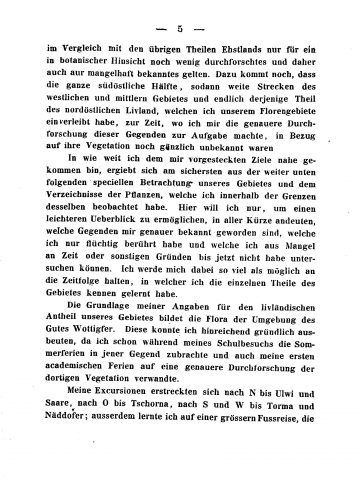 — 5 —
im Vergleich mit den übrigen Theilen Ehstlands nur für ein
in botanischer Hinsicht noch wenig durchforschtes und daher
auch nur mangelhaft bekanntes gelten. Dazu kommt noch, dass
die ganze südöstliche Hälfte, sodann weite Strecken des
westlichen und mittlern Gebietes und endlich derjenige Theil
des nördlichen Livland, welchen ich unserem Florengebiete
einverleibt habe, zur Zeit, wo ich mir die genauere Durch-
forschung dieser Gegenden zur Aufgabe machte, in Bezug
auf ihre Vegetation noch gänzlich unbekannt waren
In wie weit ich dem mir vorgesteckten Ziele nahe ge-
kommen bin, ergiebt sich am sichersten aus der weiter unten
folgenden speciellen Betrachtung unseres Gebietes und dem
Verzeichnisse der Pflanzen, welche ich innerhalb der Grenzen
desselben beobachtet habe. Hier will ich nur, um einen
leichteren Ueberblick zu ermöglichen, in aller Kürze andeuten,
welche Gegenden mir genauer bekannt geworden sind, welche
ich nur flüchtig berührt habe und welche ich aus Mangel
an Zeit oder sonstigen Gründen bis jetzt nicht habe unter-
suchen können. Ich werde mich dabei so viel als möglich an
die Zeitfolge halten, in welcher ich die einzelnen Theile des
Gebietes kennen gelernt habe.
Die Grundlage meiner Angaben für den livländischen
Antheil unseres Gebietes bildet die Flora der Umgebung des
Gutes Wottigfer. Diese konnte ich hinreichend gründlich aus-
beuten, da ich schon während meines Schulbesuchs die Som-
merferien in jener Gegend zubrachte und auch meine ersten
academischen Ferien auf eine genauere Durchforschung der
dortigen Vegetation verwandte.
Meine Excursionen erstreckten sich nach N bis Ulwi und
Saare, nach O bis Tschorna, nach S und W bis Torma und
Näddofer; ausserdem lernte ich auf einer grössern Fussreise, die